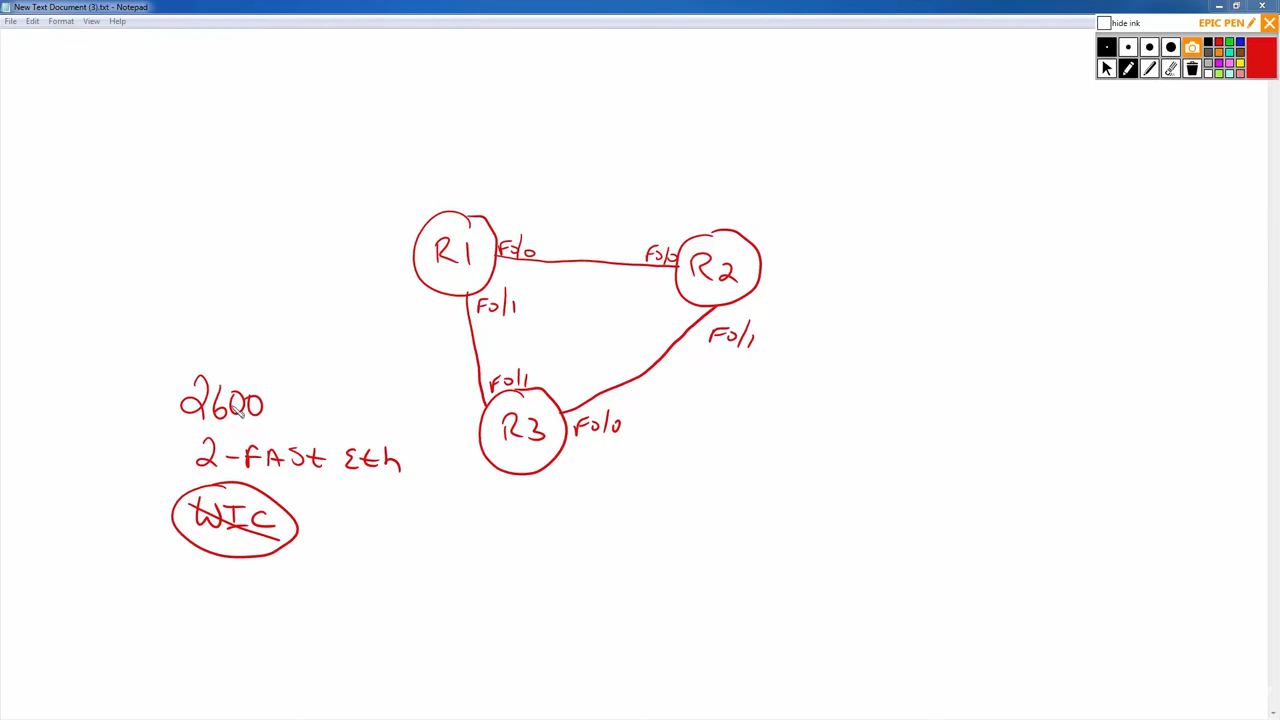 New Text Document (3).txt - Notepad
File Edit Format View Help
hide ink EPIC PEN
R1 F0/0 F0/0 R2
F0/1
F0/1
F0/1
R3 F0/0
2600
2-FAST Eth
WIC